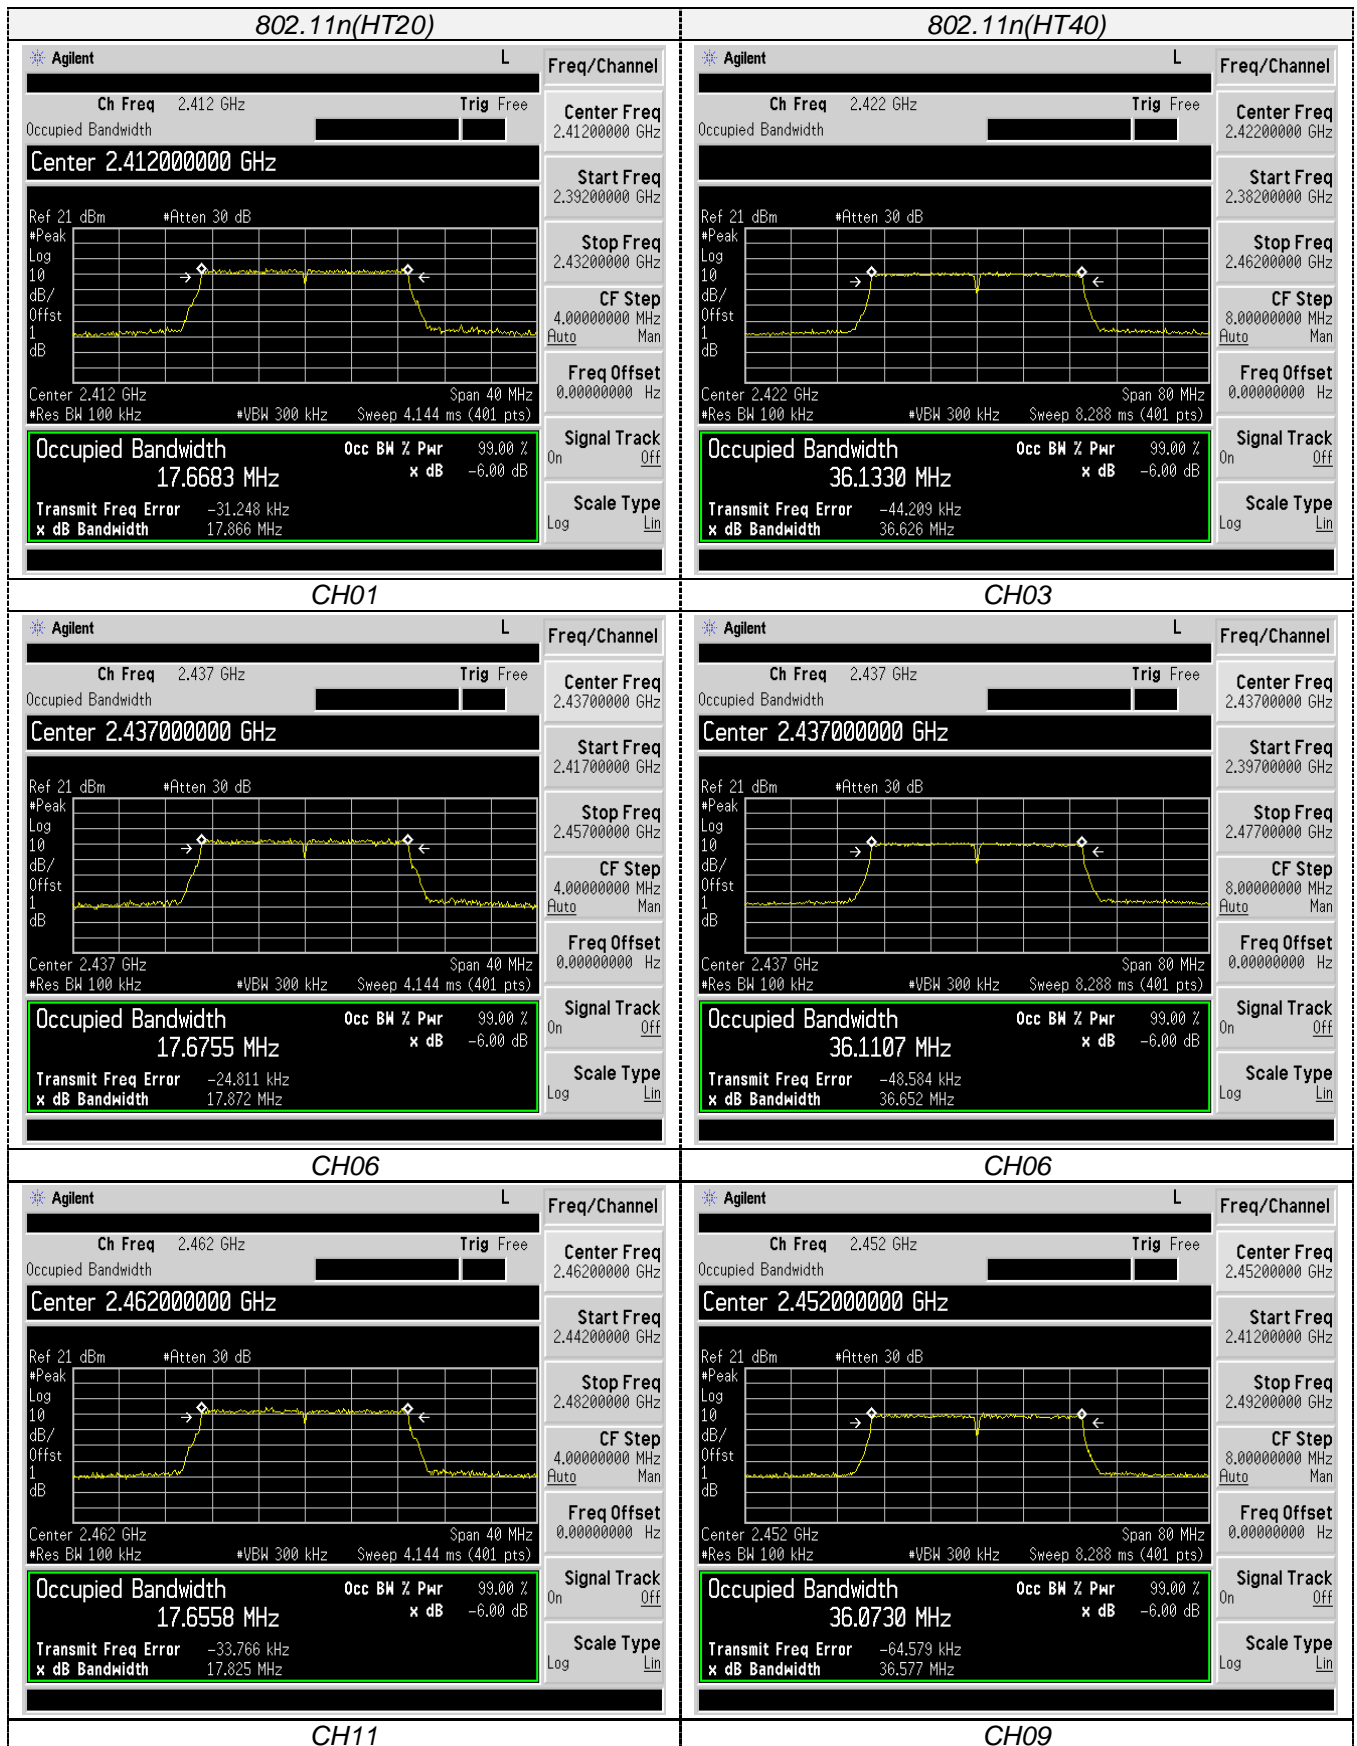 802.11n(HT20)
802.11n(HT40)
Agilent
L
Freq/Channel
Ch Freq 2.412 GHz Trig Free
Occupied Bandwidth
Center 2.412000000 GHz
Ref 21 dBm #Atten 30 dB
#Peak
Log
10
dB/
Offst
1
dB
Center 2.412 GHz Span 40 MHz
#Res BW 100 kHz #VBW 300 kHz Sweep 4.144 ms (401 pts)
Occupied Bandwidth Occ BW % Pwr 99.00 %
17.6683 MHz x dB -6.00 dB
Transmit Freq Error -31.248 kHz
x dB Bandwidth 17.866 MHz
Center Freq
2.41200000 GHz
Start Freq
2.39200000 GHz
Stop Freq
2.43200000 GHz
CF Step
4.00000000 MHz
Auto Man
Freq Offset
0.00000000 Hz
Signal Track
On Off
Scale Type
Log Lin
Agilent
L
Freq/Channel
Ch Freq 2.422 GHz Trig Free
Occupied Bandwidth
Ref 21 dBm #Atten 30 dB
#Peak
Log
10
dB/
Offst
1
dB
Center 2.422 GHz Span 80 MHz
#Res BW 100 kHz #VBW 300 kHz Sweep 8.288 ms (401 pts)
Occupied Bandwidth Occ BW % Pwr 99.00 %
36.1330 MHz x dB -6.00 dB
Transmit Freq Error -44.209 kHz
x dB Bandwidth 36.626 MHz
Center Freq
2.42200000 GHz
Start Freq
2.38200000 GHz
Stop Freq
2.46200000 GHz
CF Step
8.00000000 MHz
Auto Man
Freq Offset
0.00000000 Hz
Signal Track
On Off
Scale Type
Log Lin
CH01
CH03
Agilent
L
Freq/Channel
Ch Freq 2.437 GHz Trig Free
Occupied Bandwidth
Center 2.437000000 GHz
Ref 21 dBm #Atten 30 dB
#Peak
Log
10
dB/
Offst
1
dB
Center 2.437 GHz Span 40 MHz
#Res BW 100 kHz #VBW 300 kHz Sweep 4.144 ms (401 pts)
Occupied Bandwidth Occ BW % Pwr 99.00 %
17.6755 MHz x dB -6.00 dB
Transmit Freq Error -24.811 kHz
x dB Bandwidth 17.872 MHz
Center Freq
2.43700000 GHz
Start Freq
2.41700000 GHz
Stop Freq
2.45700000 GHz
CF Step
4.00000000 MHz
Auto Man
Freq Offset
0.00000000 Hz
Signal Track
On Off
Scale Type
Log Lin
Agilent
L
Freq/Channel
Ch Freq 2.437 GHz Trig Free
Occupied Bandwidth
Center 2.437000000 GHz
Ref 21 dBm #Atten 30 dB
#Peak
Log
10
dB/
Offst
1
dB
Center 2.437 GHz Span 80 MHz
#Res BW 100 kHz #VBW 300 kHz Sweep 8.288 ms (401 pts)
Occupied Bandwidth Occ BW % Pwr 99.00 %
36.1107 MHz x dB -6.00 dB
Transmit Freq Error -48.584 kHz
x dB Bandwidth 36.652 MHz
Center Freq
2.43700000 GHz
Start Freq
2.39700000 GHz
Stop Freq
2.47700000 GHz
CF Step
8.00000000 MHz
Auto Man
Freq Offset
0.00000000 Hz
Signal Track
On Off
Scale Type
Log Lin
CH06
CH06
Agilent
L
Freq/Channel
Ch Freq 2.462 GHz Trig Free
Occupied Bandwidth
Center 2.462000000 GHz
Ref 21 dBm #Atten 30 dB
#Peak
Log
10
dB/
Offst
1
dB
Center 2.462 GHz Span 40 MHz
#Res BW 100 kHz #VBW 300 kHz Sweep 4.144 ms (401 pts)
Occupied Bandwidth Occ BW % Pwr 99.00 %
17.6558 MHz x dB -6.00 dB
Transmit Freq Error -33.766 kHz
x dB Bandwidth 17.825 MHz
Center Freq
2.46200000 GHz
Start Freq
2.44200000 GHz
Stop Freq
2.48200000 GHz
CF Step
4.00000000 MHz
Auto Man
Freq Offset
0.00000000 Hz
Signal Track
On Off
Scale Type
Log Lin
Agilent
L
Freq/Channel
Ch Freq 2.452 GHz Trig Free
Occupied Bandwidth
Center 2.452000000 GHz
Ref 21 dBm #Atten 30 dB
#Peak
Log
10
dB/
Offst
1
dB
Center 2.452 GHz Span 80 MHz
#Res BW 100 kHz #VBW 300 kHz Sweep 8.288 ms (401 pts)
Occupied Bandwidth Occ BW % Pwr 99.00 %
36.0730 MHz x dB -6.00 dB
Transmit Freq Error -64.579 kHz
x dB Bandwidth 36.577 MHz
Center Freq
2.45200000 GHz
Start Freq
2.41200000 GHz
Stop Freq
2.49200000 GHz
CF Step
8.00000000 MHz
Auto Man
Freq Offset
0.00000000 Hz
Signal Track
On Off
Scale Type
Log Lin
CH11
CH09